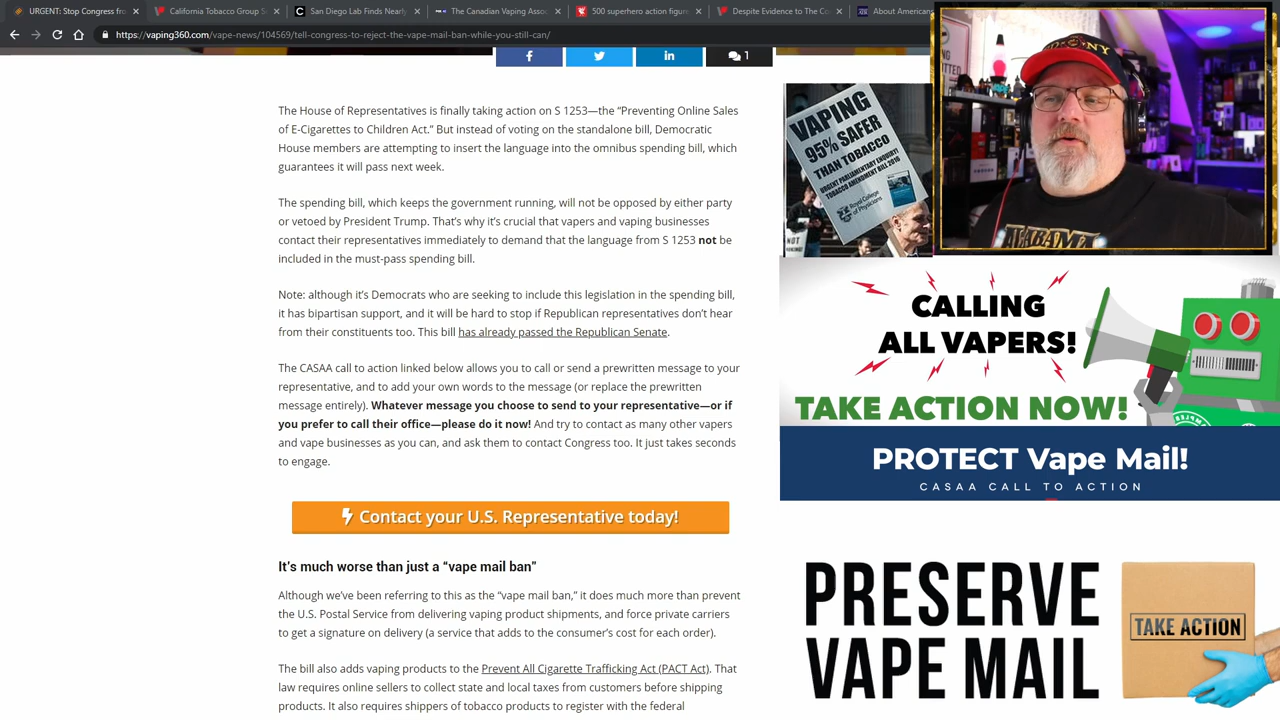 URGENT: Stop Congress fro
California Tobacco Group S
San Diego Lab Finds Nearly
The Canadian Vaping Asso
500 superhero action figur
Despite Evidence to The Co
About American
https://vaping360.com/vape-news/104569/tell-congress-to-reject-the-vape-mail-ban-while-you-still-can/
1
The House of Representatives is finally taking action on S 1253—the “Preventing Online Sales
of E-Cigarettes to Children Act.” But instead of voting on the standalone bill, Democratic
House members are attempting to insert the language into the omnibus spending bill, which
guarantees it will pass next week.
The spending bill, which keeps the government running, will not be opposed by either party
or vetoed by President Trump. That’s why it’s crucial that vapers and vaping businesses
contact their representatives immediately to demand that the language from S 1253 not be
included in the must-pass spending bill.
Note: although it’s Democrats who are seeking to include this legislation in the spending bill,
it has bipartisan support, and it will be hard to stop if Republican representatives don’t hear
from their constituents too. This bill has already passed the Republican Senate.
The CASAA call to action linked below allows you to call or send a prewritten message to your
representative, and to add your own words to the message (or replace the prewritten
message entirely). Whatever message you choose to send to your representative—or if
you prefer to call their office—please do it now! And try to contact as many other vapers
and vape businesses as you can, and ask them to contact Congress too. It just takes seconds
to engage.
Contact your U.S. Representative today!
It’s much worse than just a “vape mail ban”
Although we’ve been referring to this as the “vape mail ban,” it does much more than prevent
the U.S. Postal Service from delivering vaping product shipments, and force private carriers
to get a signature on delivery (a service that adds to the consumer’s cost for each order).
The bill also adds vaping products to the Prevent All Cigarette Trafficking Act (PACT Act). That
law requires online sellers to collect state and local taxes from customers before shipping
products. It also requires shippers of tobacco products to register with the federal
VAPING
95% SAFER
THAN TOBACCO
URGENT PARLIAMENTARY ENQUIRY
TOBACCO AMENDMENT BILL 2016
Royal College
of Physicians
ALABAMA
CALLING
ALL VAPERS!
TAKE ACTION NOW!
PROTECT Vape Mail!
CASAA CALL TO ACTION
PRESERVE
VAPE MAIL
TAKE ACTION